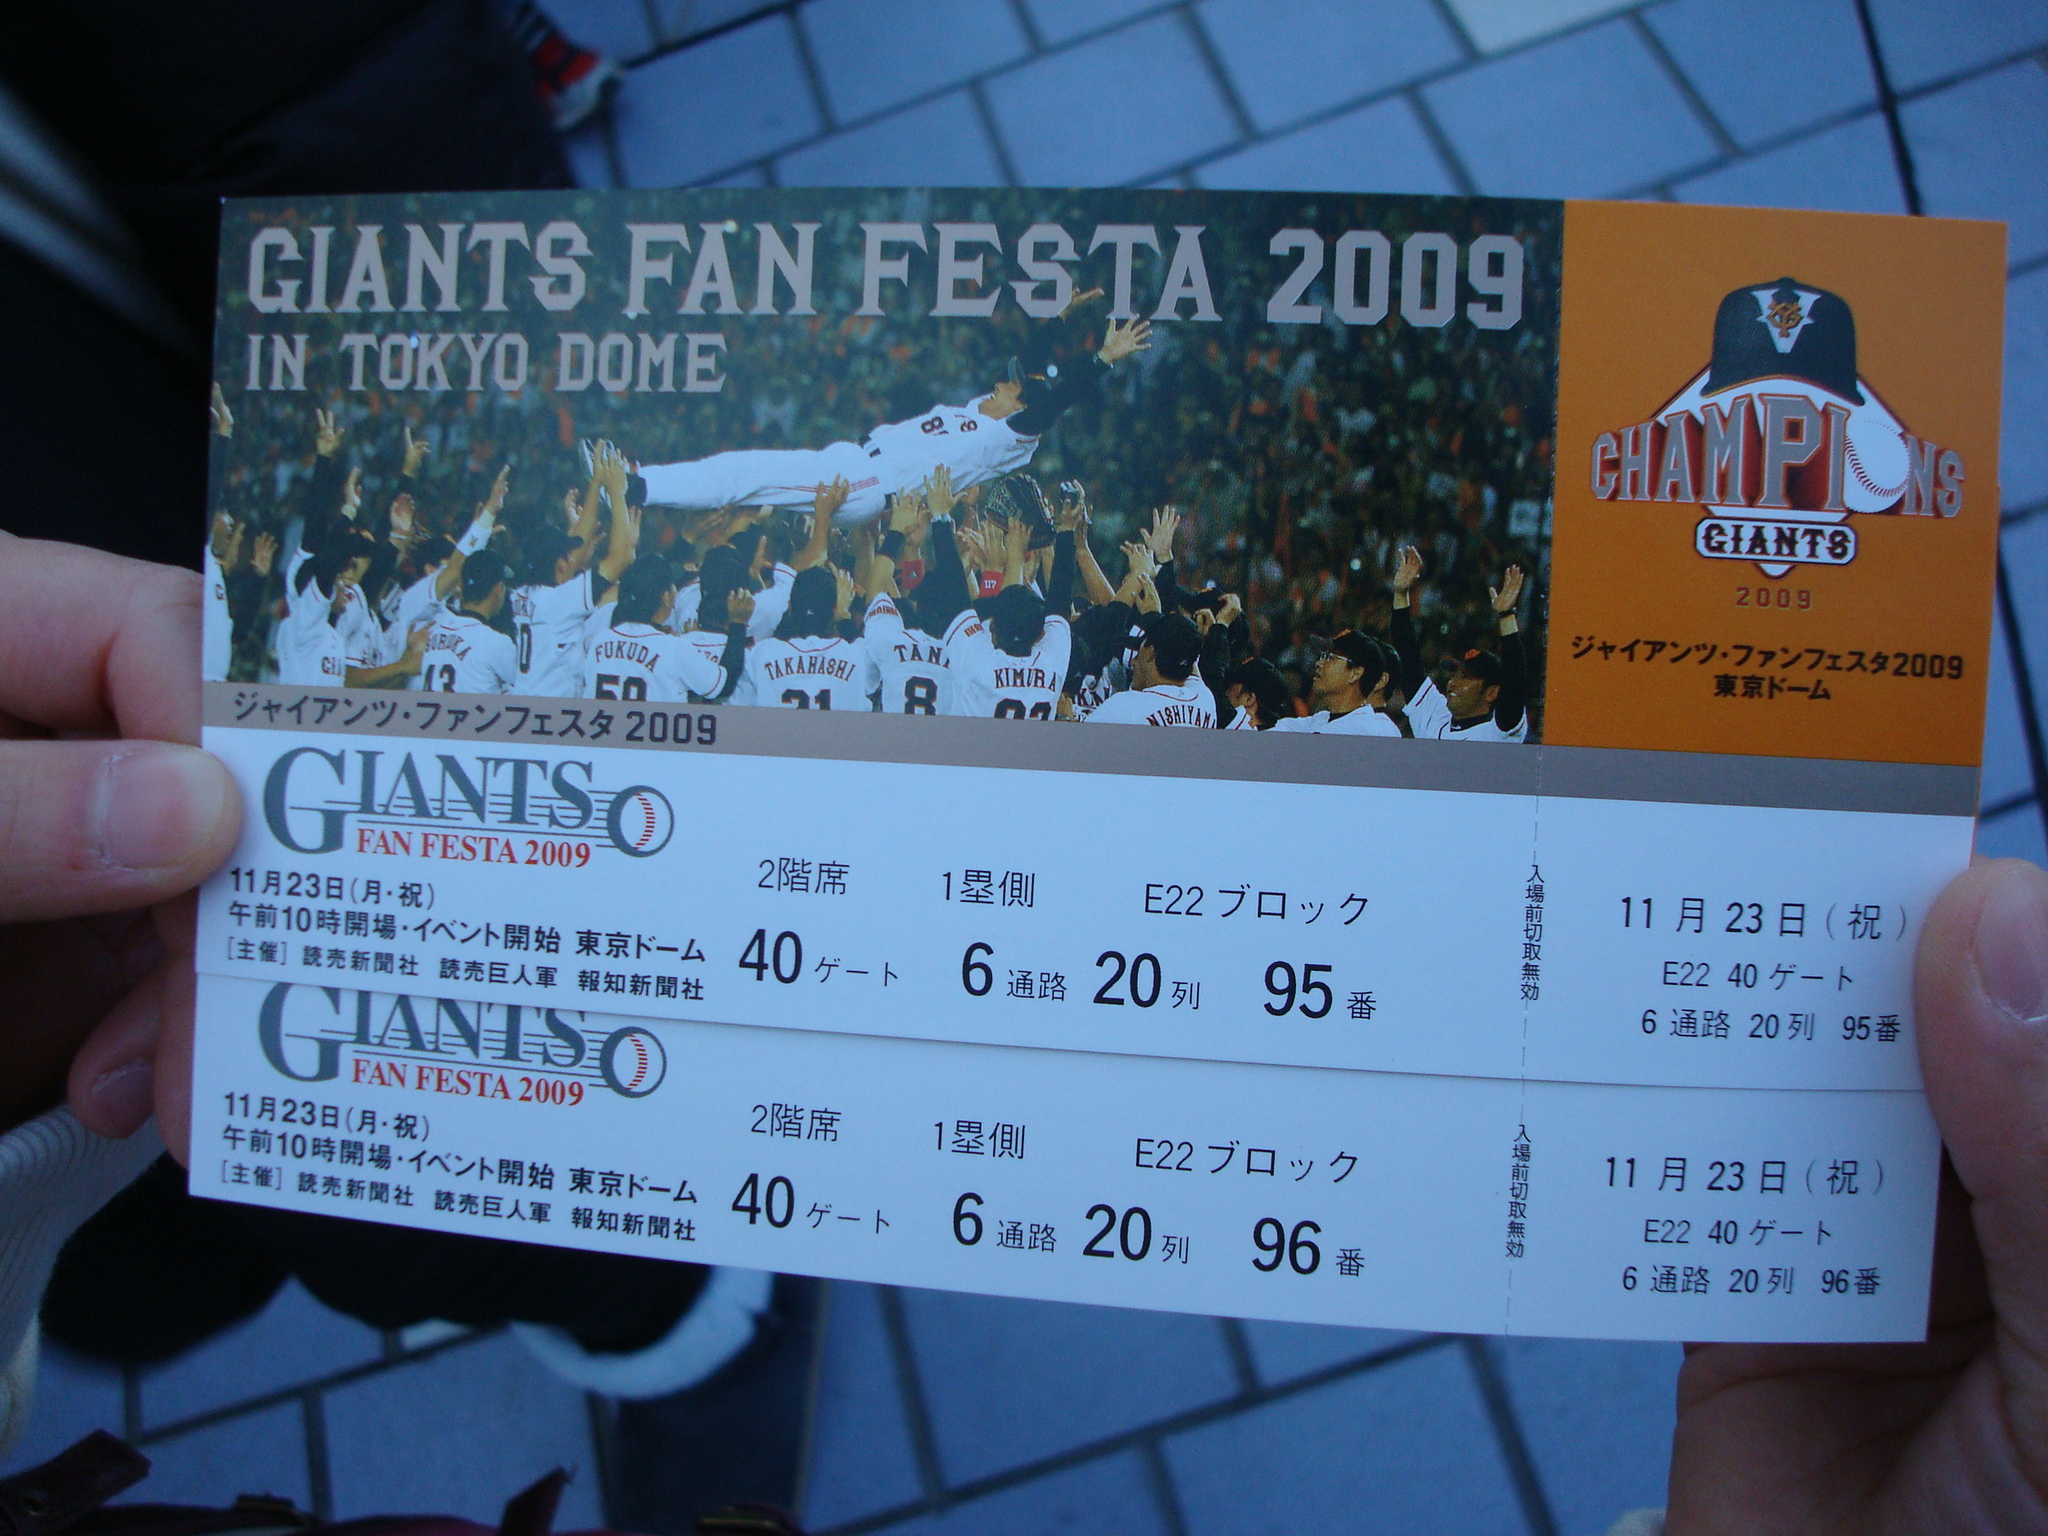 GIANTS FAN FESTA 2009
IN TOKYO DOME
FUKUDA
TAKAHASHI
8
KIMURA
CHAMPIONS
GIANTS
2009
ジャイアンツ・ファンフェスタ2009
東京ドーム
ジャイアンツ・ファンフェスタ 2009
GIANTS
FAN FESTA 2009
11月23日(月・祝)
午前10時開場・イベント開始 東京ドーム
[主催] 読売新聞社 読売巨人軍 報知新聞社
2階席 1塁側 E22 ブロック
40 ゲート 6 通路 20 列 95 番
入場前切取無効
11 月 23 日 ( 祝 )
E22 40 ゲート
6 通路 20 列 95番
GIANTS
FAN FESTA 2009
11月23日(月・祝)
午前10時開場・イベント開始 東京ドーム
[主催] 読売新聞社 読売巨人軍 報知新聞社
2階席 1塁側 E22 ブロック
40 ゲート 6 通路 20 列 96 番
入場前切取無効
11 月 23 日 ( 祝 )
E22 40 ゲート
6 通路 20 列 96番